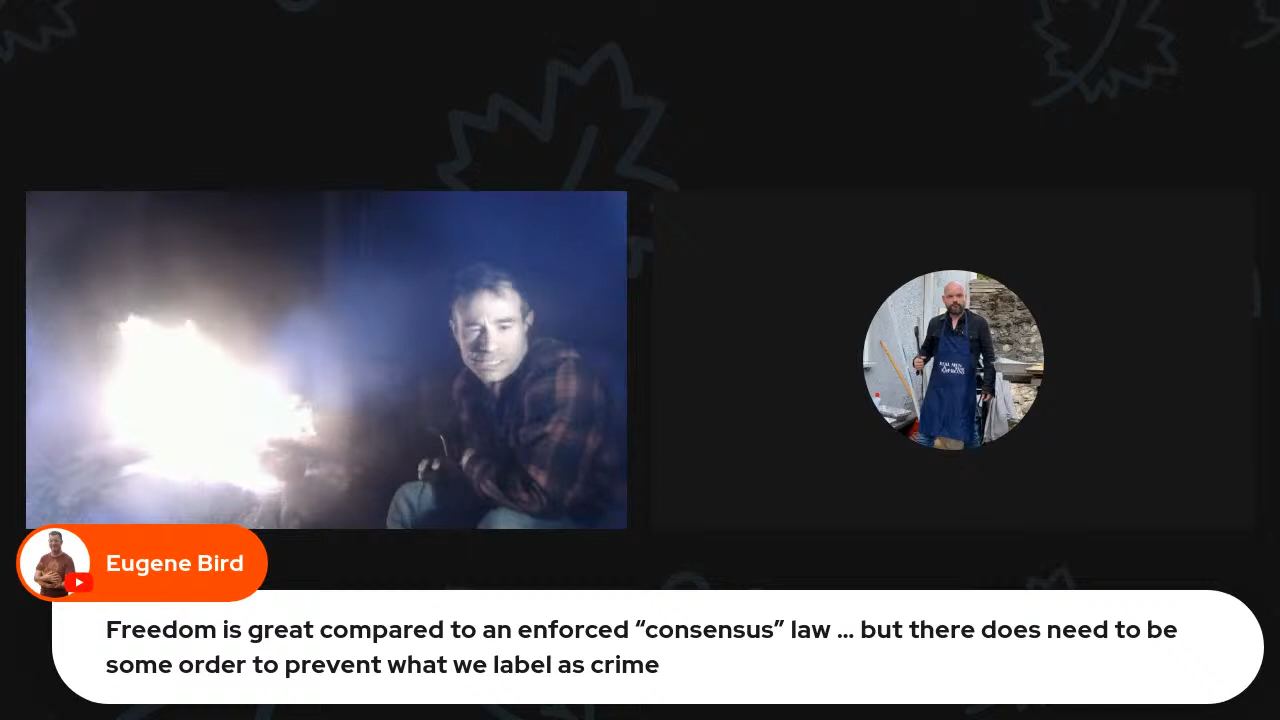 Eugene Bird
Freedom is great compared to an enforced “consensus” law ... but there does need to be
some order to prevent what we label as crime